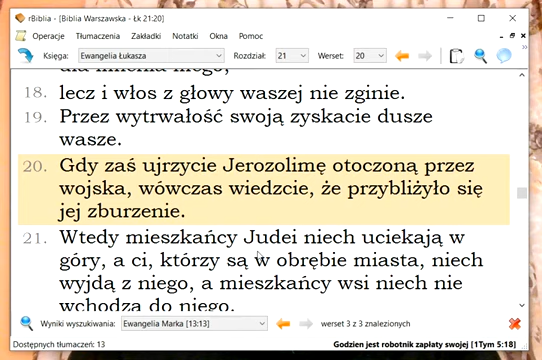 rBiblia - [Biblia Warszawska - Łk 21:20]
Operacje Tłumaczenia Zakładki Notatki Okna Pomoc
Księga: Ewangelia Łukasza Rozdział: 21 Werset: 20
dla imienia mego,
18. lecz i włos z głowy waszej nie zginie.
19. Przez wytrwałość swoją zyskacie dusze
wasze.
20. Gdy zaś ujrzycie Jerozolimę otoczoną przez
wojska, wówczas wiedzcie, że przybliżyło się
jej zburzenie.
21. Wtedy mieszkańcy Judei niech uciekają w
góry, a ci, którzy są w obrębie miasta, niech
wyjdą z niego, a mieszkańcy wsi niech nie
wchodzą do niego.
Wyniki wyszukiwania: Ewangelia Marka [13:13] werset 3 z 3 znalezionych
Dostępnych tłumaczeń: 13 Godzien jest robotnik zapłaty swojej [1Tym 5:18]